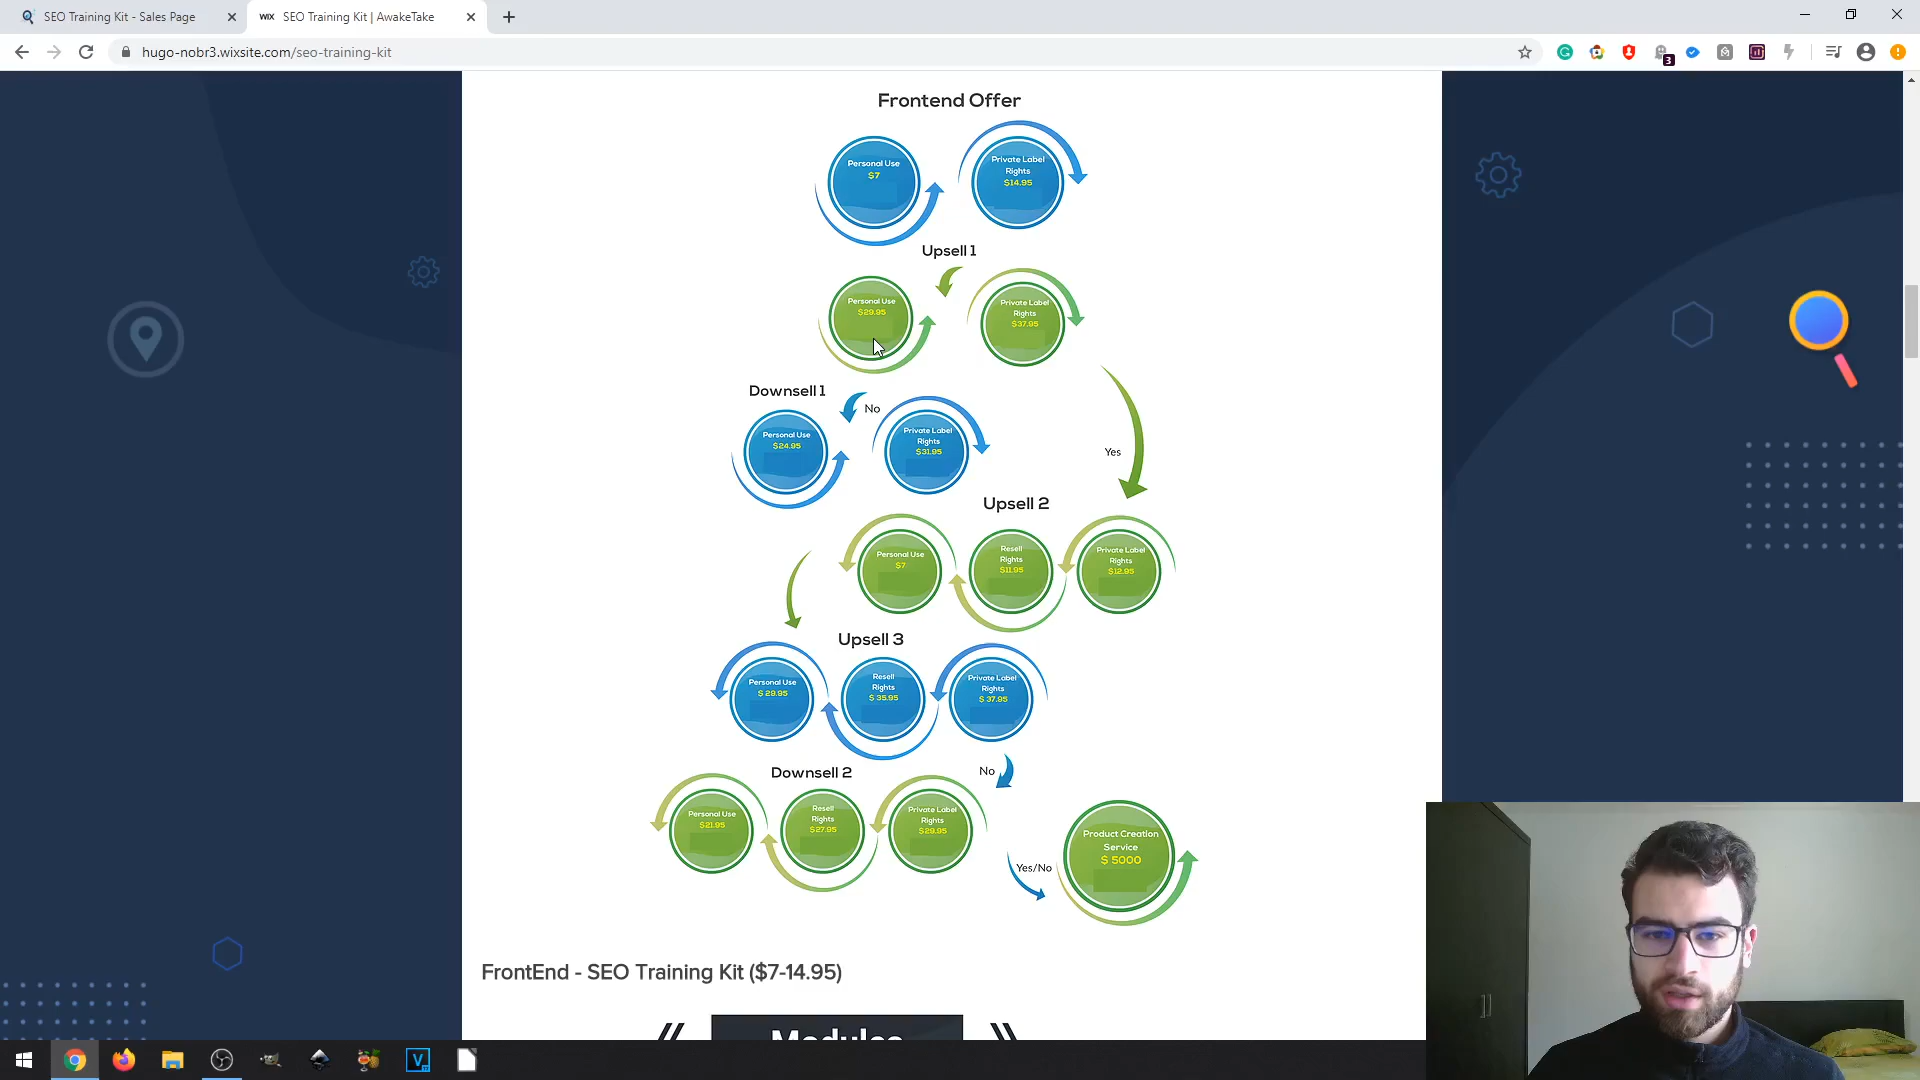 SEO Training Kit - Sales Page
WIX SEO Training Kit | AwakeTake
hugo-nobr3.wixsite.com/seo-training-kit
3
Frontend Offer
Personal Use
$7
Private Label
Rights
$14.95
Upsell 1
Personal Use
$29.95
Private Label
Rights
$37.95
Downsell 1
No
Personal Use
$24.95
Private Label
Rights
$31.95
Yes
Upsell 2
Personal Use
$7
Resell
Rights
$11.95
Private Label
Rights
$12.95
Upsell 3
Personal Use
$ 29.95
Resell
Rights
$ 35.95
Private Label
Rights
$ 37.95
Downsell 2
No
Personal Use
$21.95
Resell
Rights
$27.95
Private Label
Rights
$29.95
Yes/No
Product Creation
Service
$ 5000
FrontEnd - SEO Training Kit ($7-14.95)
Modules
V